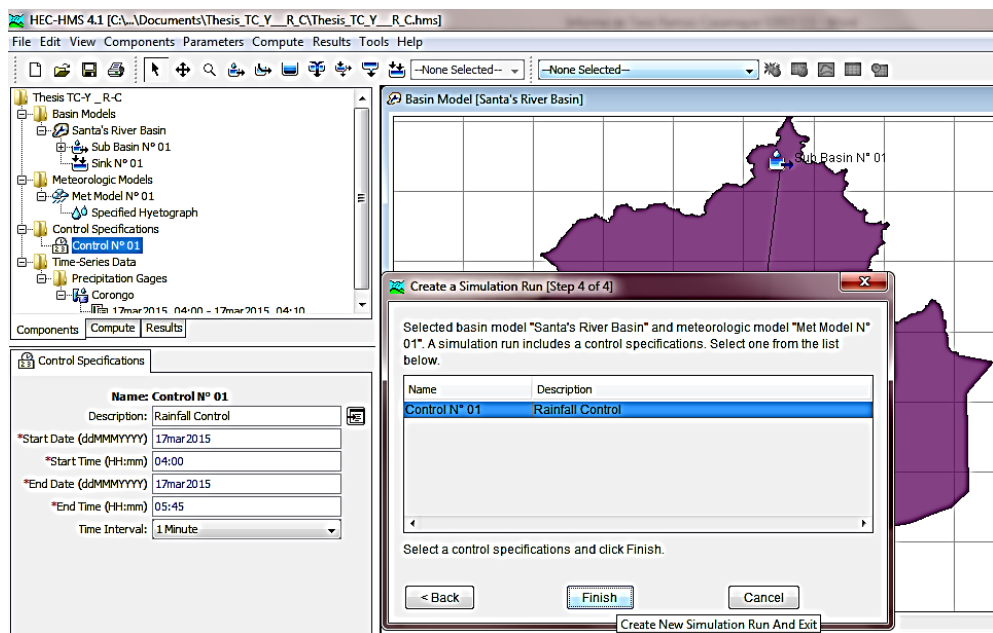 HEC-HMS 4.1 [C:\...\Documents\Thesis_TC_Y__R_C\Thesis_TC_Y__R_C.hms]
File Edit View Components Parameters Compute Results Tools Help
--None Selected--
--None Selected--
Thesis TC-Y _ R-C
Basin Models
Santa's River Basin
Sub Basin N° 01
Sink N° 01
Meteorologic Models
Met Model N° 01
Specified Hyetograph
Control Specifications
Control N° 01
Time-Series Data
Precipitation Gages
Corongo
17mar2015, 04:00 - 17mar2015, 04:10
Components Compute Results
Control Specifications
Name: Control N° 01
Description: Rainfall Control
*Start Date (ddMMMYYYY) 17mar2015
*Start Time (HH:mm) 04:00
*End Date (ddMMMYYYY) 17mar2015
*End Time (HH:mm) 05:45
Time Interval: 1 Minute
Basin Model [Santa's River Basin]
Sub Basin N° 01
Create a Simulation Run [Step 4 of 4]
Selected basin model "Santa's River Basin" and meteorologic model "Met Model N°
01". A simulation run includes a control specifications. Select one from the list
below.
Name Description
Control N° 01 Rainfall Control
Select a control specifications and click Finish.
< Back Finish Cancel
Create New Simulation Run And Exit